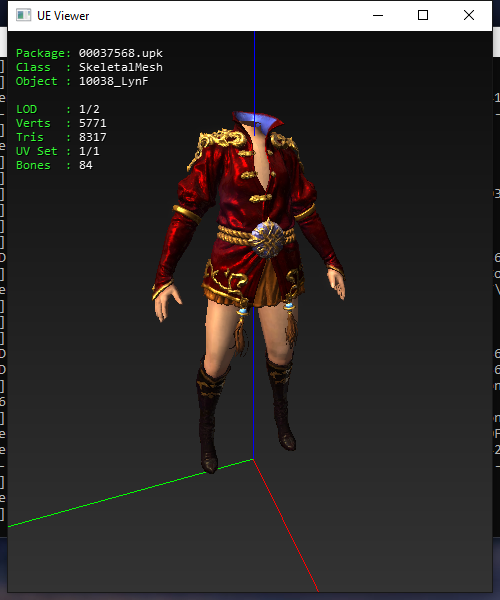 UE Viewer
Package: 00037568.upk
Class : SkeletalMesh
Object : 10038_LynF
LOD : 1/2
Verts : 5771
Tris : 8317
UV Set : 1/1
Bones : 84